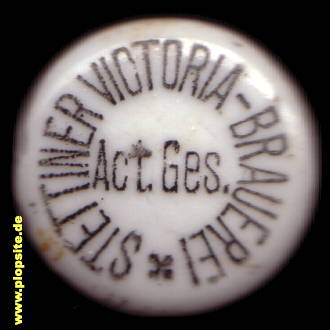 STETTINER VICTORIA-BRAUEREI
Act. Ges.
www.plopsite.de